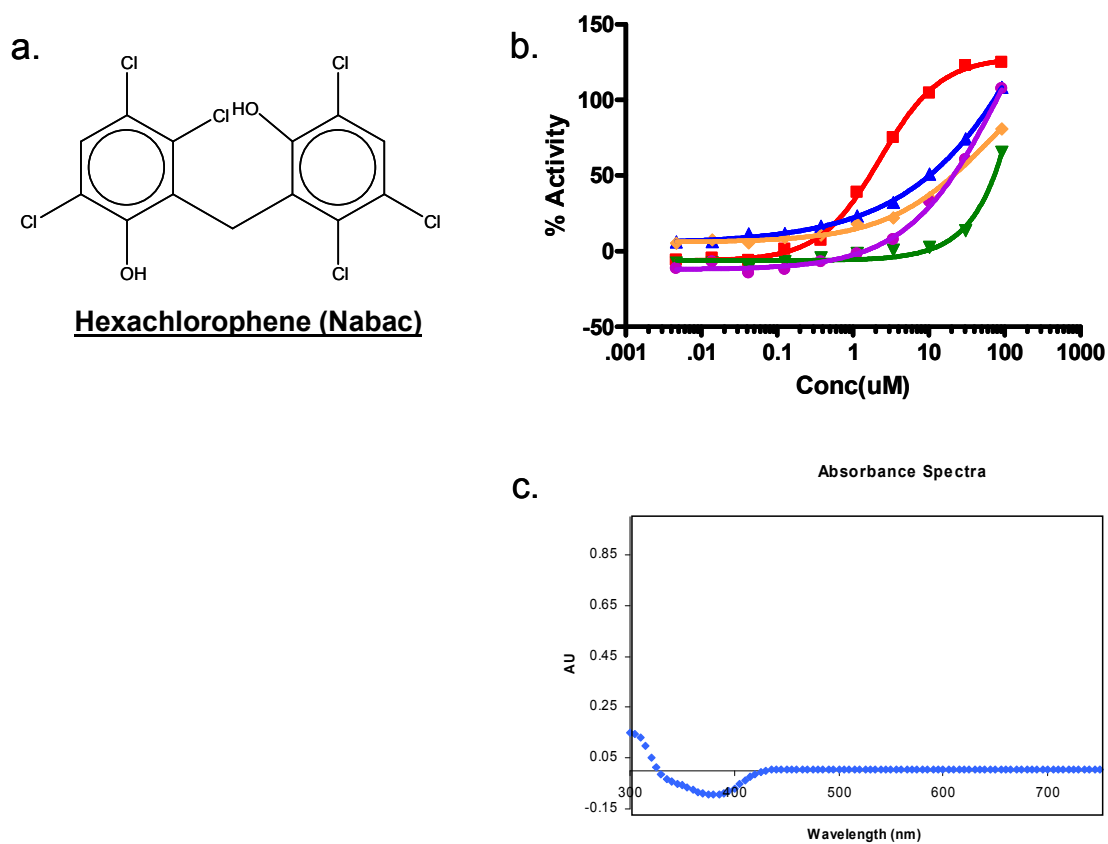 a.
Cl
Cl
Cl
HO
Cl
Cl
Cl
OH
Hexachlorophene (Nabac)
b.
150
100
50
0
-50
% Activity
.001
.01
0.1
1
10
100
1000
Conc(uM)
c.
Absorbance Spectra
0.85
0.65
0.45
0.25
0.05
-0.15
AU
300
400
500
600
700
Wavelength (nm)